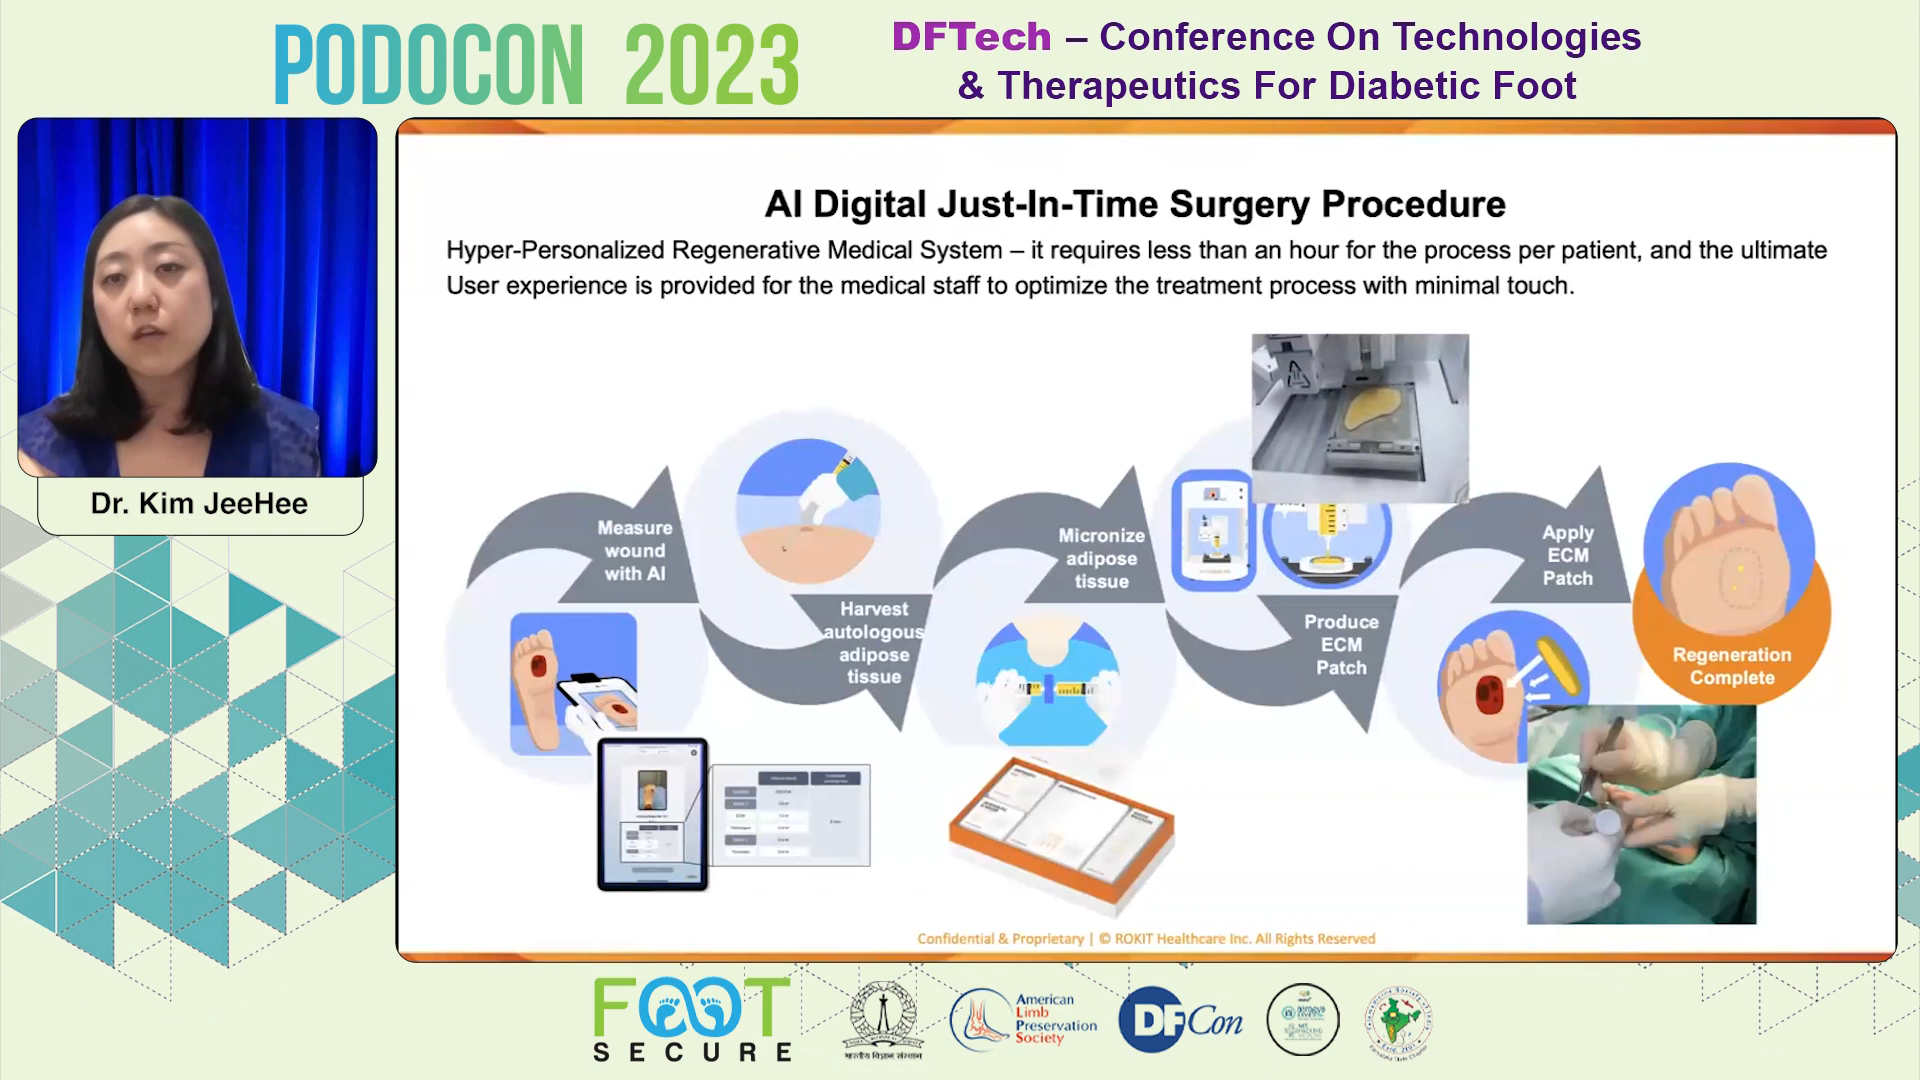 PODOCON 2023
DFTech – Conference On Technologies
& Therapeutics For Diabetic Foot
Dr. Kim JeeHee
AI Digital Just-In-Time Surgery Procedure
Hyper-Personalized Regenerative Medical System – it requires less than an hour for the process per patient, and the ultimate
User experience is provided for the medical staff to optimize the treatment process with minimal touch.
Measure
wound
with AI
Harvest
autologous
adipose
tissue
Micronize
adipose
tissue
Produce
ECM
Patch
Apply
ECM
Patch
Regeneration
Complete
Confidential & Proprietary | © ROKIT Healthcare Inc. All Rights Reserved
FOOT
SECURE
भारतीय विज्ञान संस्थान
American
Limb
Preservation
Society
DFCon